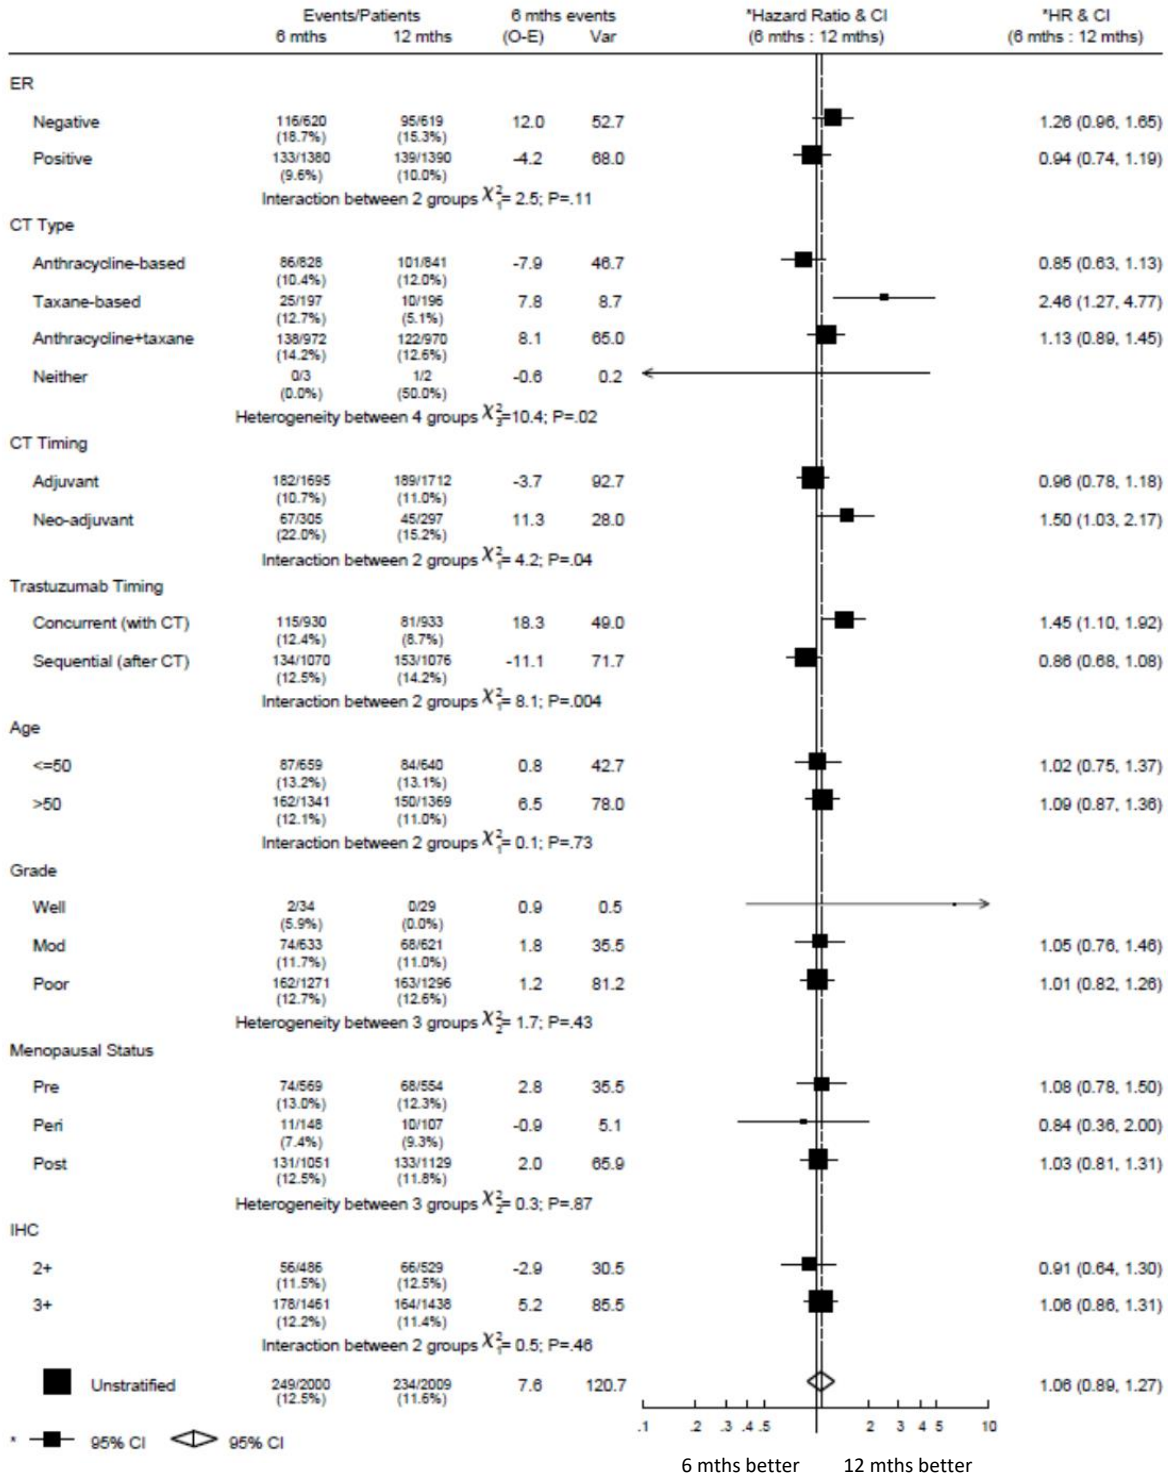 Events/Patients 6 mths events *Hazard Ratio & CI *HR & CI
6 mths 12 mths (O-E) Var (6 mths : 12 mths) (6 mths : 12 mths)
ER
Negative 116/620 95/619 12.0 52.7 1.26 (0.96, 1.65)
(18.7%) (15.3%)
Positive 133/1380 139/1390 -4.2 68.0 0.94 (0.74, 1.19)
(9.6%) (10.0%)
Interaction between 2 groups χ²₁= 2.5; P=.11
CT Type
Anthracycline-based 86/828 101/841 -7.9 46.7 0.85 (0.63, 1.13)
(10.4%) (12.0%)
Taxane-based 25/197 10/196 7.8 8.7 2.46 (1.27, 4.77)
(12.7%) (5.1%)
Anthracycline+taxane 138/972 122/970 8.1 65.0 1.13 (0.89, 1.45)
(14.2%) (12.6%)
Neither 0/3 1/2 -0.6 0.2
(0.0%) (50.0%)
Heterogeneity between 4 groups χ²₃=10.4; P=.02
CT Timing
Adjuvant 182/1695 189/1712 -3.7 92.7 0.96 (0.78, 1.18)
(10.7%) (11.0%)
Neo-adjuvant 67/305 45/297 11.3 28.0 1.50 (1.03, 2.17)
(22.0%) (15.2%)
Interaction between 2 groups χ²₁= 4.2; P=.04
Trastuzumab Timing
Concurrent (with CT) 115/930 81/933 18.3 49.0 1.45 (1.10, 1.92)
(12.4%) (8.7%)
Sequential (after CT) 134/1070 153/1076 -11.1 71.7 0.86 (0.68, 1.08)
(12.5%) (14.2%)
Interaction between 2 groups χ²₁= 8.1; P=.004
Age
<=50 87/659 84/640 0.8 42.7 1.02 (0.75, 1.37)
(13.2%) (13.1%)
>50 162/1341 150/1369 6.5 78.0 1.09 (0.87, 1.36)
(12.1%) (11.0%)
Interaction between 2 groups χ²₁= 0.1; P=.73
Grade
Well 2/34 0/29 0.9 0.5
(5.9%) (0.0%)
Mod 74/633 68/621 1.8 35.5 1.05 (0.76, 1.46)
(11.7%) (11.0%)
Poor 162/1271 163/1296 1.2 81.2 1.01 (0.82, 1.26)
(12.7%) (12.6%)
Heterogeneity between 3 groups χ²₂= 1.7; P=.43
Menopausal Status
Pre 74/569 68/554 2.8 35.5 1.08 (0.78, 1.50)
(13.0%) (12.3%)
Peri 11/148 10/107 -0.9 5.1 0.84 (0.36, 2.00)
(7.4%) (9.3%)
Post 131/1051 133/1129 2.0 65.9 1.03 (0.81, 1.31)
(12.5%) (11.8%)
Heterogeneity between 3 groups χ²₂= 0.3; P=.87
IHC
2+ 56/486 66/529 -2.9 30.5 0.91 (0.64, 1.30)
(11.5%) (12.5%)
3+ 178/1461 164/1438 5.2 85.5 1.06 (0.86, 1.31)
(12.2%) (11.4%)
Interaction between 2 groups χ²₁= 0.5; P=.46
Unstratified 249/2000 234/2009 7.6 120.7 1.06 (0.89, 1.27)
(12.5%) (11.6%)
.1 .2 .3 .4 .5 2 3 4 5 10
* 95% CI 95% CI
6 mths better 12 mths better